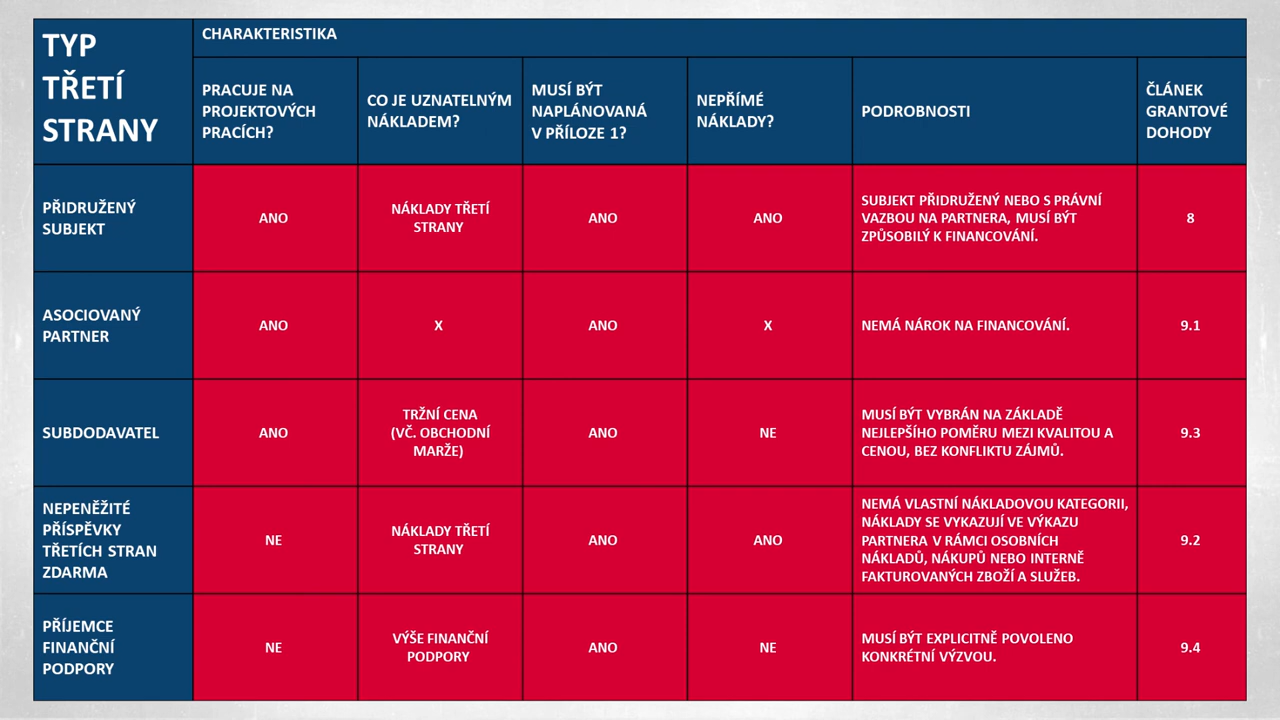 TYP
TŘETÍ
STRANY
CHARAKTERISTIKA
PRACUJE NA
PROJEKTOVÝCH
PRACÍCH?
CO JE UZNATELNÝM
NÁKLADEM?
MUSÍ BÝT
NAPLÁNOVANÁ
V PŘÍLOZE 1?
NEPŘÍMÉ
NÁKLADY?
PODROBNOSTI
ČLÁNEK
GRANTOVÉ
DOHODY
PŘIDRUŽENÝ
SUBJEKT
ANO
NÁKLADY TŘETÍ
STRANY
ANO
ANO
SUBJEKT PŘIDRUŽENÝ NEBO S PRÁVNÍ
VAZBOU NA PARTNERA, MUSÍ BÝT
ZPŮSOBILÝ K FINANCOVÁNÍ.
8
ASOCIOVANÝ
PARTNER
ANO
X
ANO
X
NEMÁ NÁROK NA FINANCOVÁNÍ.
9.1
SUBDODAVATEL
ANO
TRŽNÍ CENA
(VČ. OBCHODNÍ
MARŽE)
ANO
NE
MUSÍ BÝT VYBRÁN NA ZÁKLADĚ
NEJLEPŠÍHO POMĚRU MEZI KVALITOU A
CENOU, BEZ KONFLIKTU ZÁJMŮ.
9.3
NEPENĚŽITÉ
PŘÍSPĚVKY
TŘETÍCH STRAN
ZDARMA
NE
NÁKLADY TŘETÍ
STRANY
ANO
ANO
NEMÁ VLASTNÍ NÁKLADOVOU KATEGORII,
NÁKLADY SE VYKAZUJÍ VE VÝKAZU
PARTNERA V RÁMCI OSOBNÍCH
NÁKLADŮ, NÁKUPŮ NEBO INTERNĚ
FAKTUROVANÝCH ZBOŽÍ A SLUŽEB.
9.2
PŘÍJEMCE
FINANČNÍ
PODPORY
NE
VÝŠE FINANČNÍ
PODPORY
ANO
NE
MUSÍ BÝT EXPLICITNĚ POVOLENO
KONKRÉTNÍ VÝZVOU.
9.4